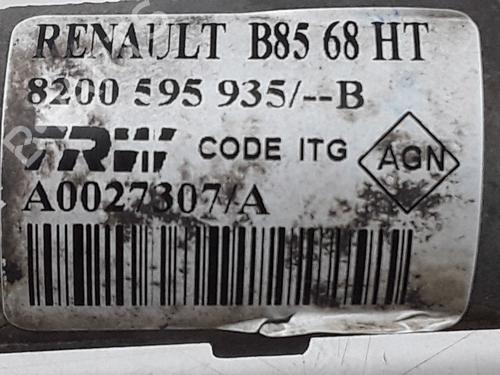 RENAULT B85 68 HT
8200 595 935/--B
TRW CODE ITG AGN
A0027307/A